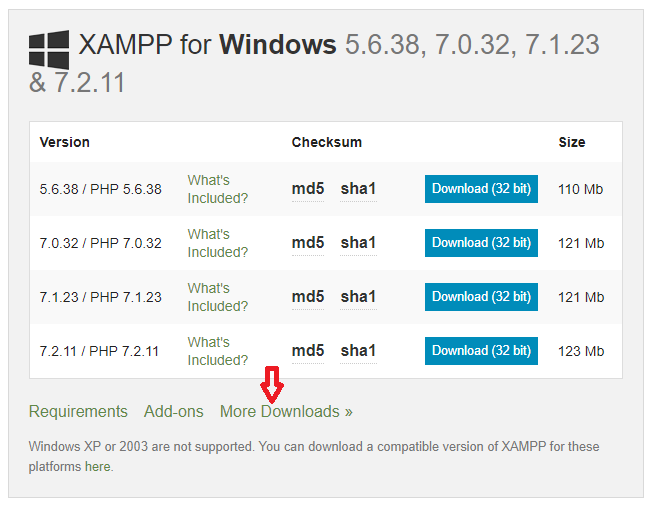 XAMPP for Windows 5.6.38, 7.0.32, 7.1.23
& 7.2.11
Version Checksum Size
5.6.38 / PHP 5.6.38 What's Included? md5 sha1 Download (32 bit) 110 Mb
7.0.32 / PHP 7.0.32 What's Included? md5 sha1 Download (32 bit) 121 Mb
7.1.23 / PHP 7.1.23 What's Included? md5 sha1 Download (32 bit) 121 Mb
7.2.11 / PHP 7.2.11 What's Included? md5 sha1 Download (32 bit) 123 Mb
Requirements Add-ons More Downloads »
Windows XP or 2003 are not supported. You can download a compatible version of XAMPP for these
platforms here.